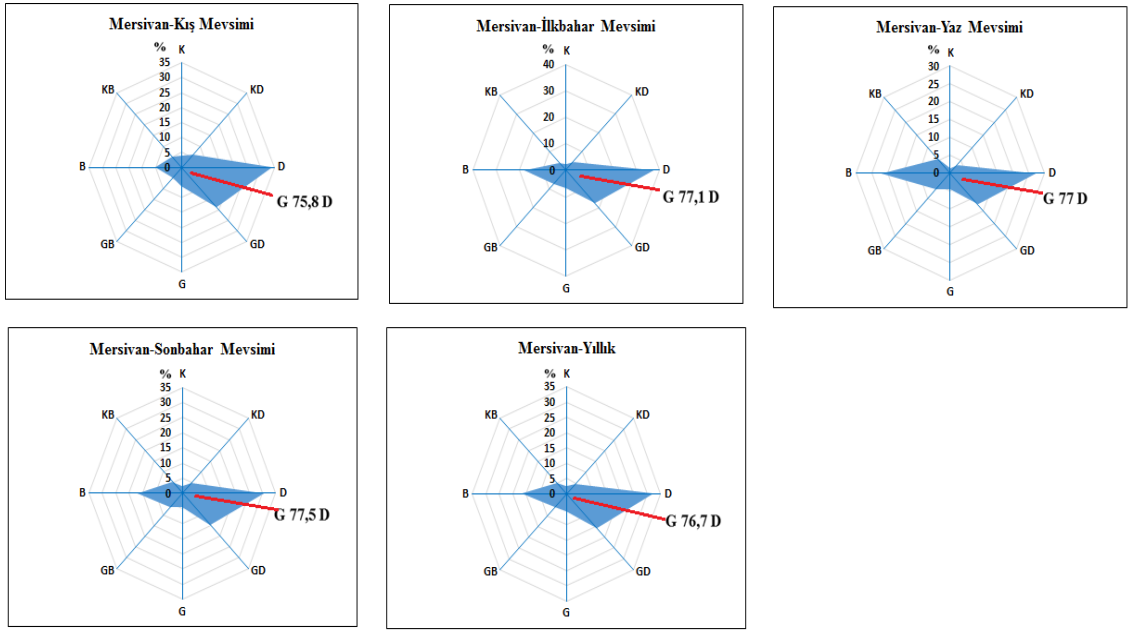 Mersivan-Kış Mevsimi
% K
35
30
25
20
15
10
5
0
KB
KD
B
D
G 75,8 D
GB
GD
G
Mersivan-İlkbahar Mevsimi
% K
40
30
20
10
0
KB
KD
B
D
G 77,1 D
GB
GD
G
Mersivan-Yaz Mevsimi
% K
30
25
20
15
10
5
0
KB
KD
B
D
G 77 D
GB
GD
G
Mersivan-Sonbahar Mevsimi
% K
35
30
25
20
15
10
5
0
KB
KD
B
D
G 77,5 D
GB
GD
G
Mersivan-Yıllık
% K
35
30
25
20
15
10
5
0
KB
KD
B
D
G 76,7 D
GB
GD
G